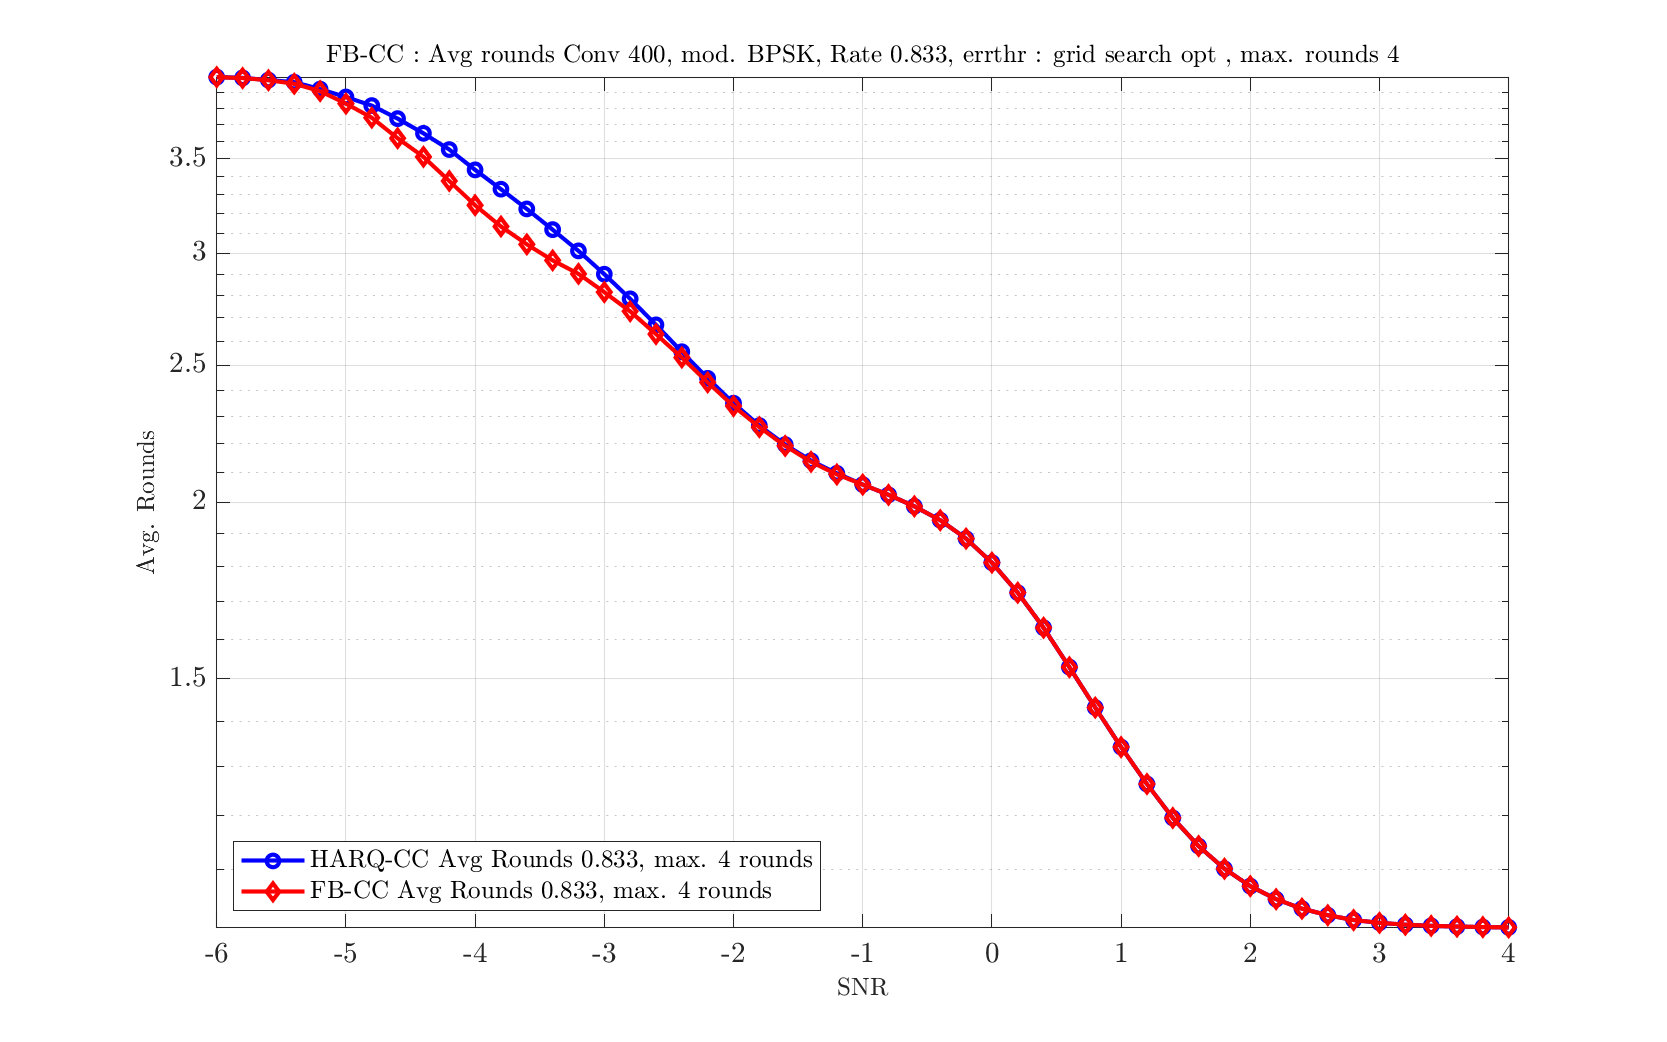 FB-CC : Avg rounds Conv 400, mod. BPSK, Rate 0.833, errthr : grid search opt , max. rounds 4
3.5
3
2.5
2
1.5
Avg. Rounds
HARQ-CC Avg Rounds 0.833, max. 4 rounds
FB-CC Avg Rounds 0.833, max. 4 rounds
-6 -5 -4 -3 -2 -1 0 1 2 3 4
SNR